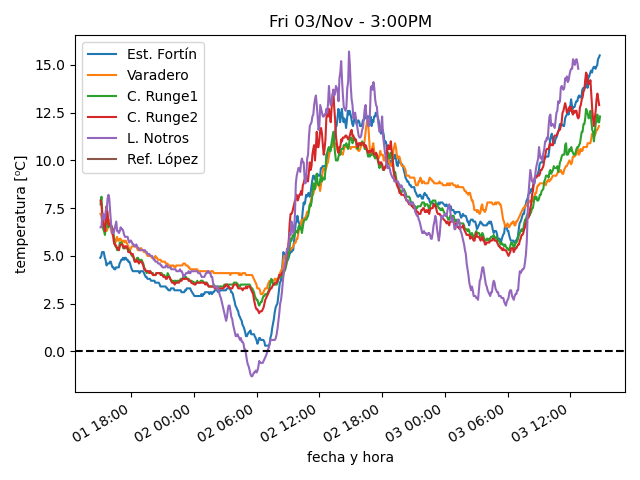 Fri 03/Nov - 3:00PM
Est. Fortín
Varadero
C. Runge1
C. Runge2
L. Notros
Ref. López
temperatura [ºC]
15.0
12.5
10.0
7.5
5.0
2.5
0.0
01 18:00
02 00:00
02 06:00
02 12:00
02 18:00
03 00:00
03 06:00
03 12:00
fecha y hora